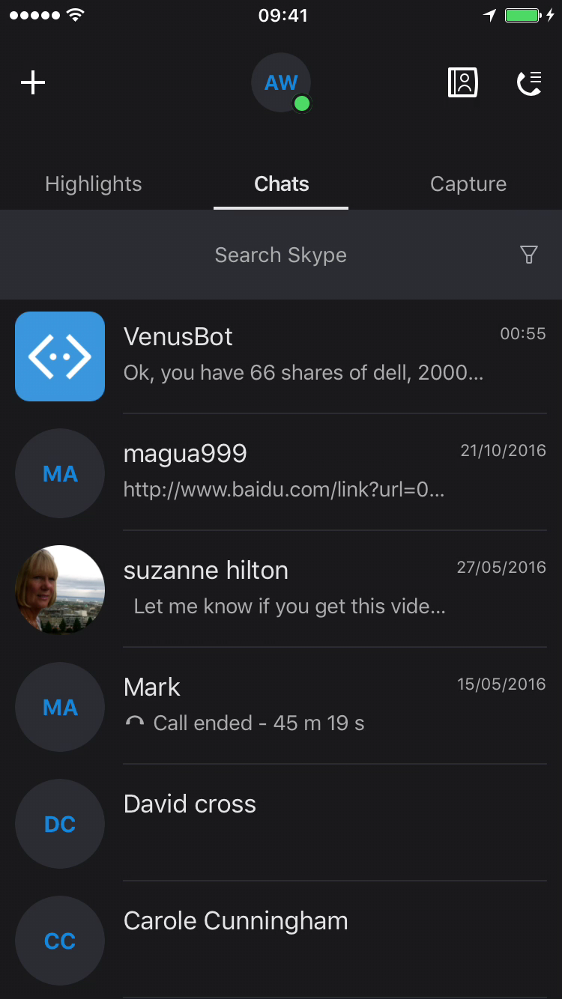 09:41
AW
Highlights Chats Capture
Search Skype
VenusBot 00:55
Ok, you have 66 shares of dell, 2000...
MA
magua999 21/10/2016
http://www.baidu.com/link?url=0...
suzanne hilton 27/05/2016
Let me know if you get this vide...
MA
Mark 15/05/2016
Call ended - 45 m 19 s
DC
David cross
CC
Carole Cunningham